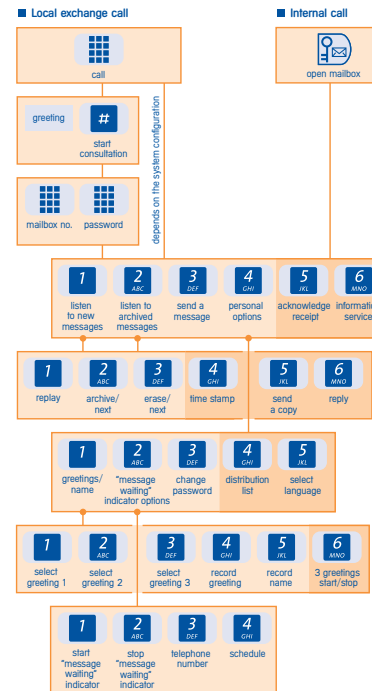 Local exchange call
Internal call
call
open mailbox
depends on the system configuration
greeting
#
start
consultation
mailbox no.
password
1
2
ABC
3
DEF
4
GHI
5
JKL
6
MNO
listen
to new
messages
listen to
archived
messages
send a
message
personal
options
acknowledge
receipt
informati
service
1
2
ABC
3
DEF
4
GHI
5
JKL
6
MNO
replay
archive/
next
erase/
next
time stamp
send
a copy
reply
1
2
ABC
3
DEF
4
GHI
5
JKL
greetings/
name
"message
waiting"
indicator options
change
password
distribution
list
select
language
1
2
ABC
3
DEF
4
GHI
5
JKL
6
MNO
select
greeting 1
select
greeting 2
select
greeting 3
record
greeting
record
name
3 greetings
start/stop
1
2
ABC
3
DEF
4
GHI
start
"message
waiting"
indicator
stop
"message
waiting"
indicator
telephone
number
schedule